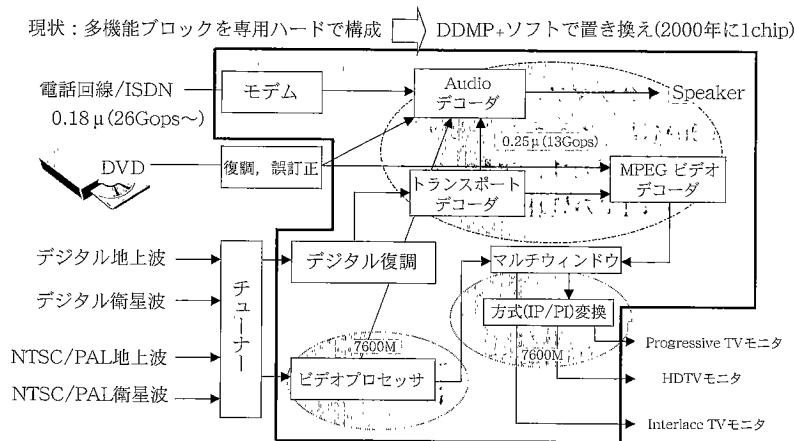 現状：多機能ブロックを専用ハードで構成
DDMP+ソフトで置き換え(2000年に1chip)
電話回線/ISDN
モデム
Audio
デコーダ
Speaker
0.18μ(26Gops～)
0.25μ(13Gops)
DVD
復調，誤訂正
トランスポート
デコーダ
MPEG ビデオ
デコーダ
デジタル地上波
デジタル復調
マルチウィンドウ
デジタル衛星波
チューナー
方式(IP/PI)変換
NTSC/PAL地上波
7600M
7600M
Progressive TVモニタ
ビデオプロセッサ
HDTVモニタ
NTSC/PAL衛星波
Interlace TVモニタ